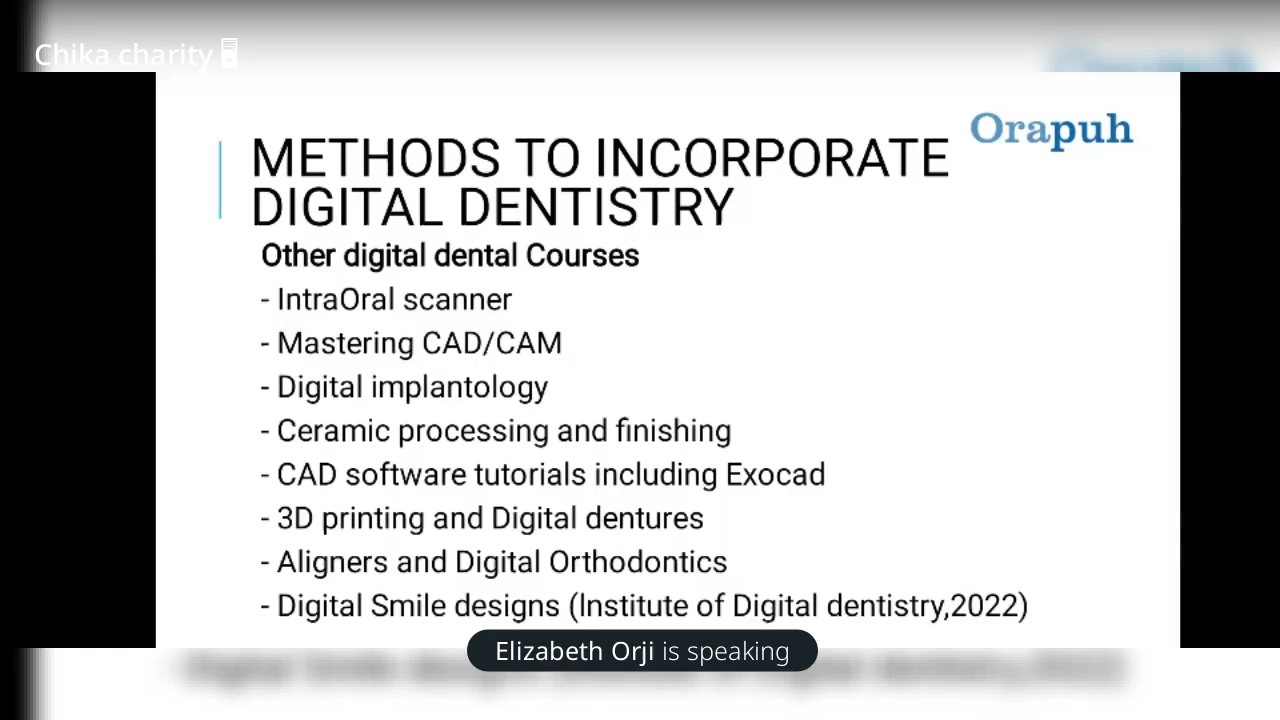 Chika charity
Orapuh
METHODS TO INCORPORATE
DIGITAL DENTISTRY
Other digital dental Courses
- IntraOral scanner
- Mastering CAD/CAM
- Digital implantology
- Ceramic processing and finishing
- CAD software tutorials including Exocad
- 3D printing and Digital dentures
- Aligners and Digital Orthodontics
- Digital Smile designs (Institute of Digital dentistry,2022)
Elizabeth Orji is speaking